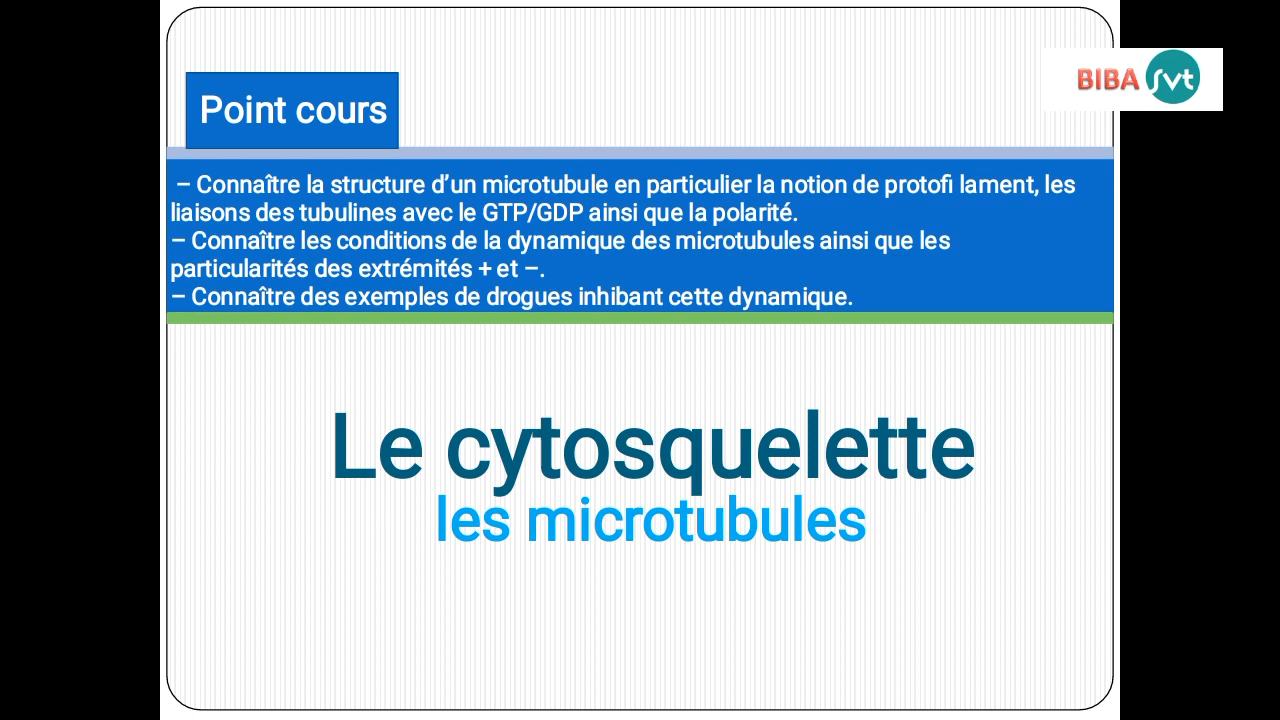 BIBA svt
Point cours
– Connaître la structure d’un microtubule en particulier la notion de protofi lament, les
liaisons des tubulines avec le GTP/GDP ainsi que la polarité.
– Connaître les conditions de la dynamique des microtubules ainsi que les
particularités des extrémités + et –.
– Connaître des exemples de drogues inhibant cette dynamique.
Le cytosquelette
les microtubules